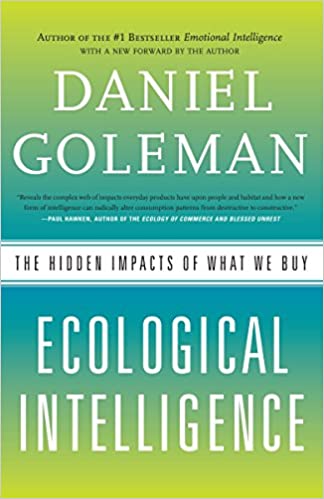 AUTHOR OF THE #1 BESTSELLER Emotional Intelligence
WITH A NEW FORWARD BY THE AUTHOR
DANIEL
GOLEMAN
"Reveals the complex web of impacts everyday products have upon people and habitat and how a new
form of intelligence can radically alter consumption patterns from destructive to constructive."
—PAUL HAWKEN, AUTHOR OF THE ECOLOGY OF COMMERCE AND BLESSED UNREST
THE HIDDEN IMPACTS OF WHAT WE BUY
ECOLOGICAL
INTELLIGENCE